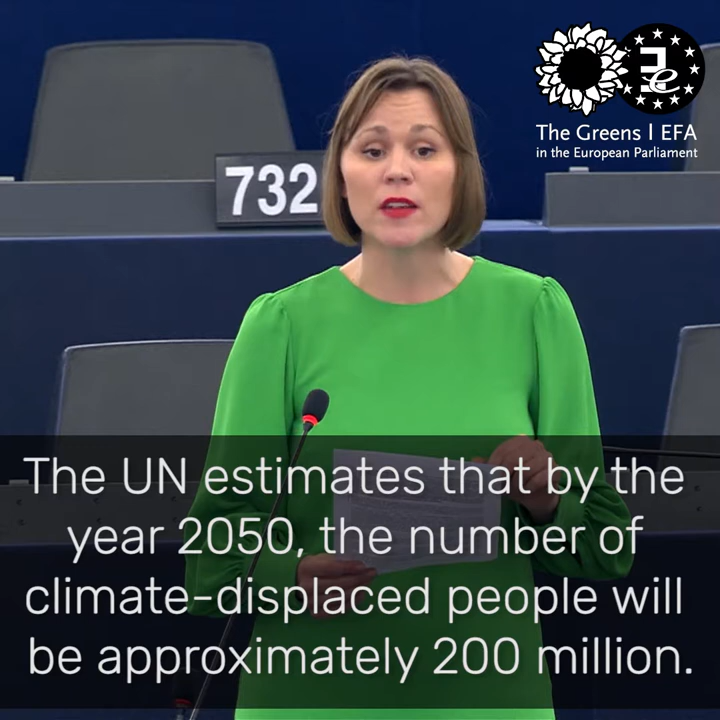 The Greens | EFA
in the European Parliament
732
The UN estimates that by the
year 2050, the number of
climate-displaced people will
be approximately 200 million.